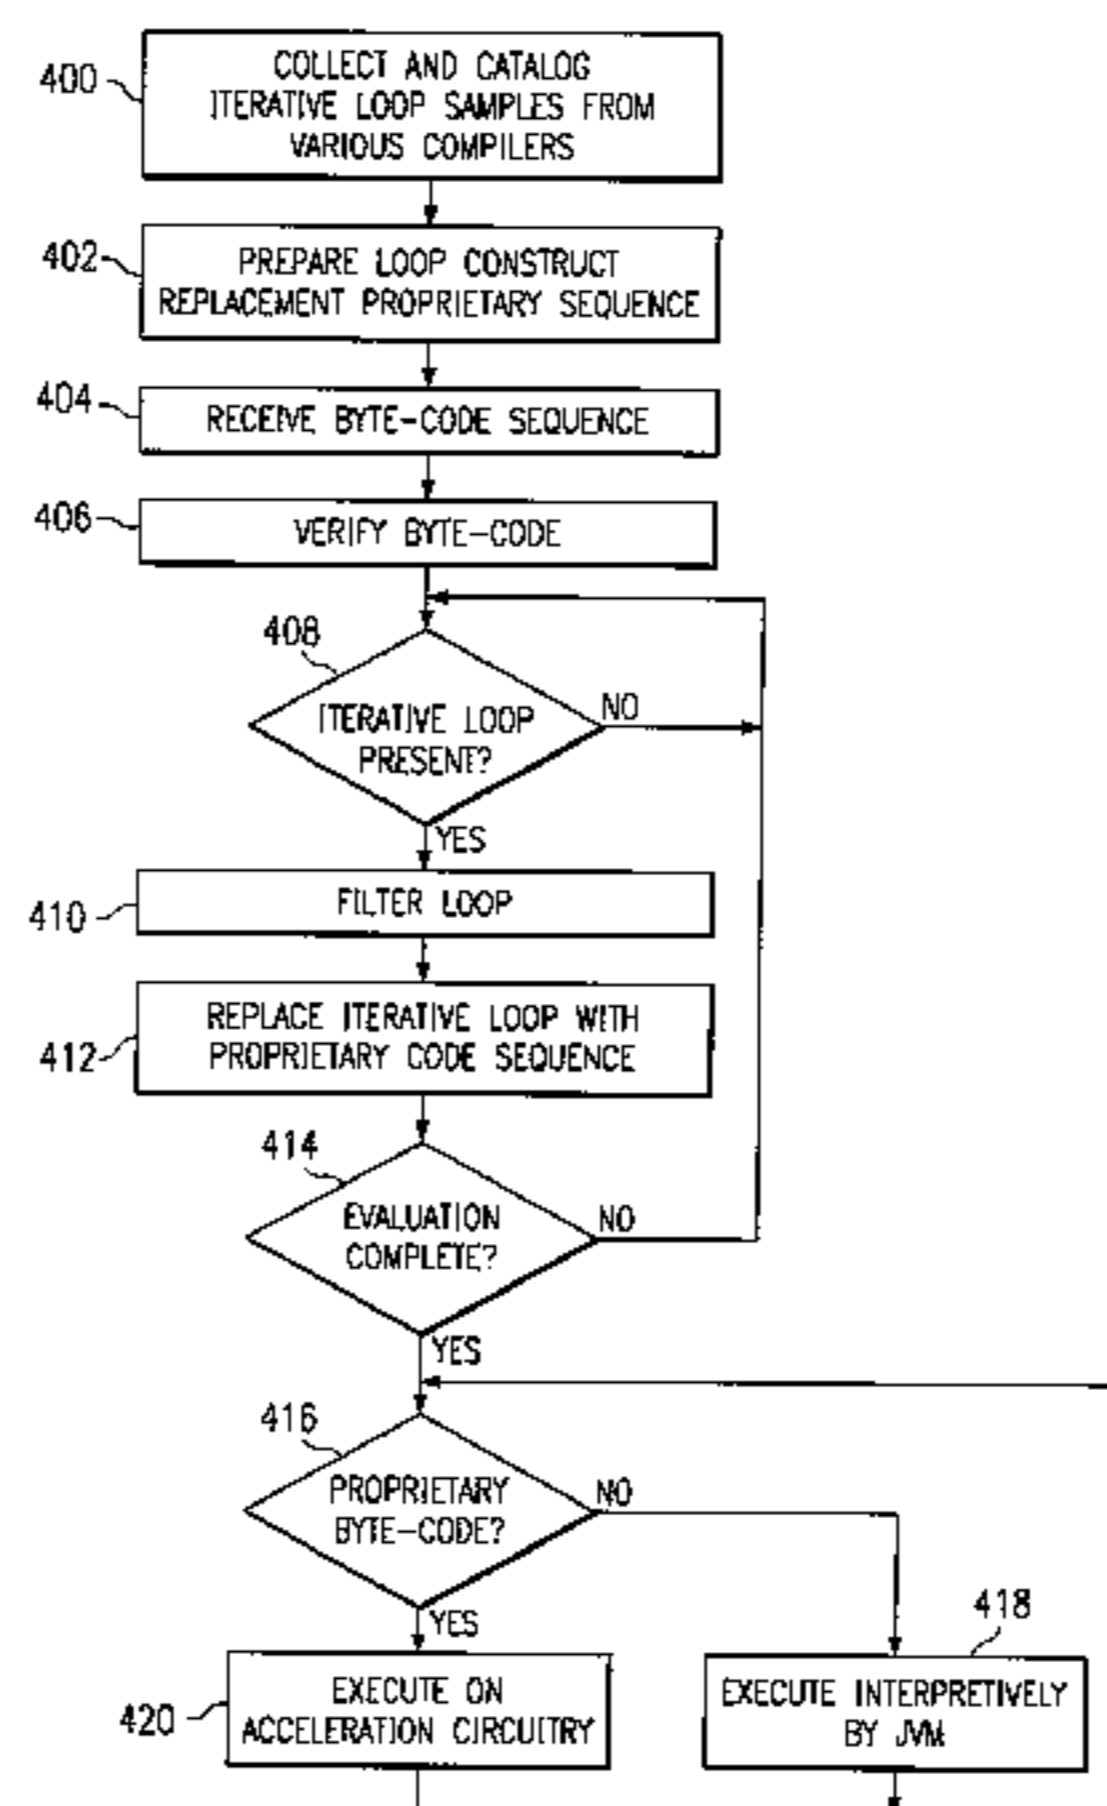 400
COLLECT AND CATALOG
ITERATIVE LOOP SAMPLES FROM
VARIOUS COMPILERS
402
PREPARE LOOP CONSTRUCT
REPLACEMENT PROPRIETARY SEQUENCE
404
RECEIVE BYTE-CODE SEQUENCE
406
VERIFY BYTE-CODE
408
ITERATIVE LOOP
PRESENT?
NO
YES
410
FILTER LOOP
412
REPLACE ITERATIVE LOOP WITH
PROPRIETARY CODE SEQUENCE
414
EVALUATION
COMPLETE?
NO
YES
416
PROPRIETARY
BYTE-CODE?
NO
YES
418
EXECUTE INTERPRETIVELY
BY JVM
420
EXECUTE ON
ACCELERATION CIRCUITRY